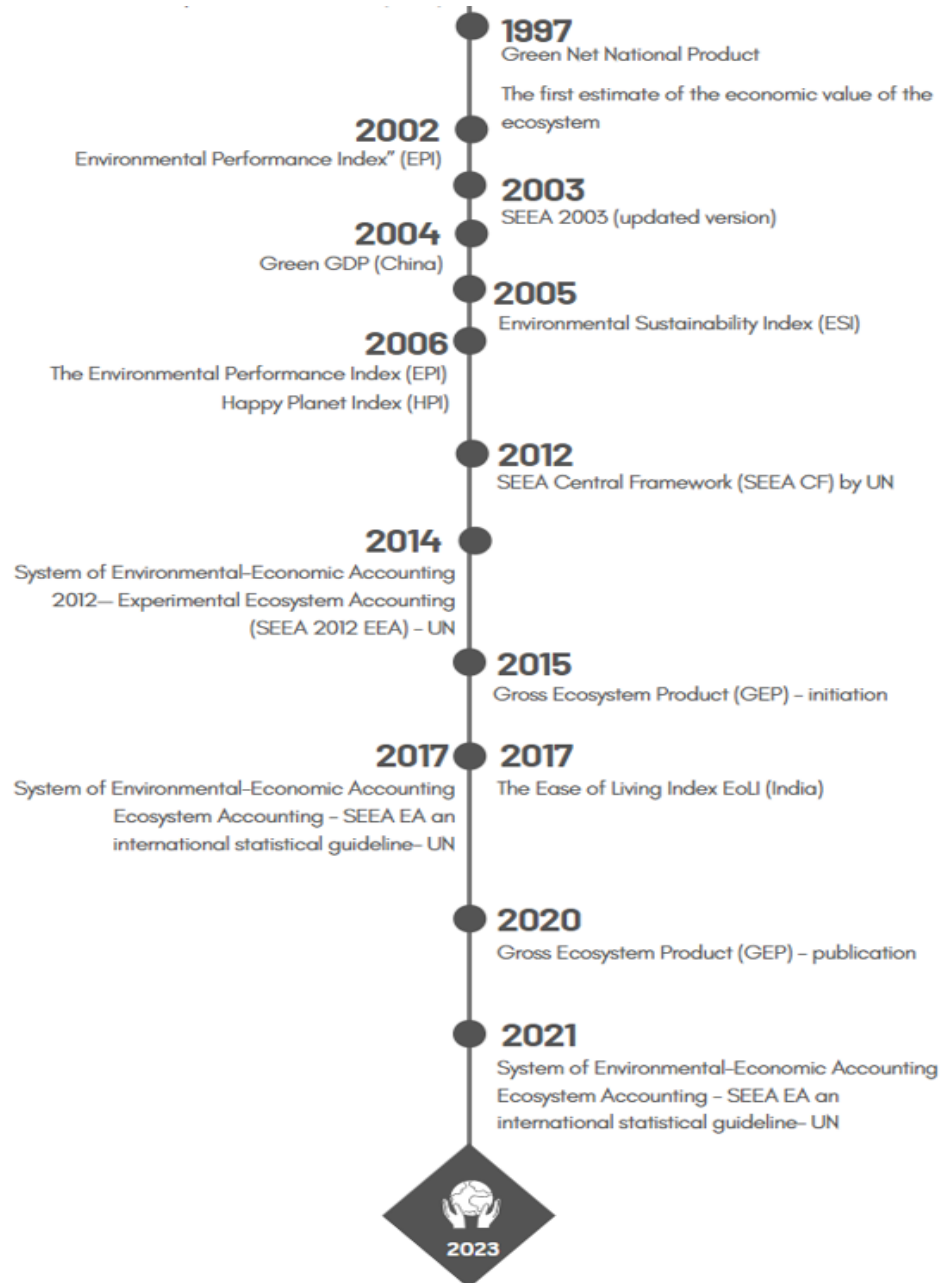 1997
Green Net National Product
The first estimate of the economic value of the
ecosystem
2002
Environmental Performance Index” (EPI)
2003
SEEA 2003 (updated version)
2004
Green GDP (China)
2005
Environmental Sustainability Index (ESI)
2006
The Environmental Performance Index (EPI)
Happy Planet Index (HPI)
2012
SEEA Central Framework (SEEA CF) by UN
2014
System of Environmental-Economic Accounting
2012— Experimental Ecosystem Accounting
(SEEA 2012 EEA) - UN
2015
Gross Ecosystem Product (GEP) - initiation
2017
System of Environmental-Economic Accounting
Ecosystem Accounting - SEEA EA an
international statistical guideline- UN
2017
The Ease of Living Index EoLI (India)
2020
Gross Ecosystem Product (GEP) - publication
2021
System of Environmental-Economic Accounting
Ecosystem Accounting - SEEA EA an
international statistical guideline- UN
2023